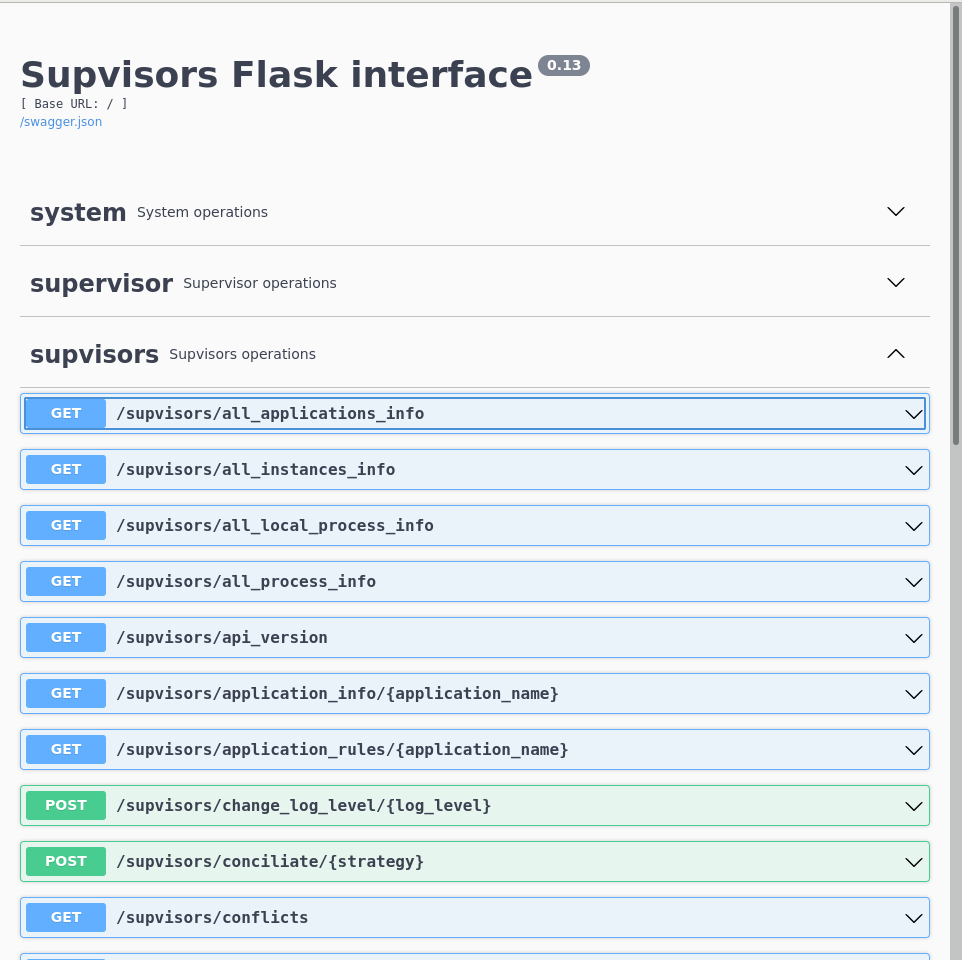 Supvisors Flask interface 0.13
[ Base URL: / ]
/swagger.json
system System operations
supervisor Supervisor operations
supvisors Supvisors operations
GET /supvisors/all_applications_info
GET /supvisors/all_instances_info
GET /supvisors/all_local_process_info
GET /supvisors/all_process_info
GET /supvisors/api_version
GET /supvisors/application_info/{application_name}
GET /supvisors/application_rules/{application_name}
POST /supvisors/change_log_level/{log_level}
POST /supvisors/conciliate/{strategy}
GET /supvisors/conflicts